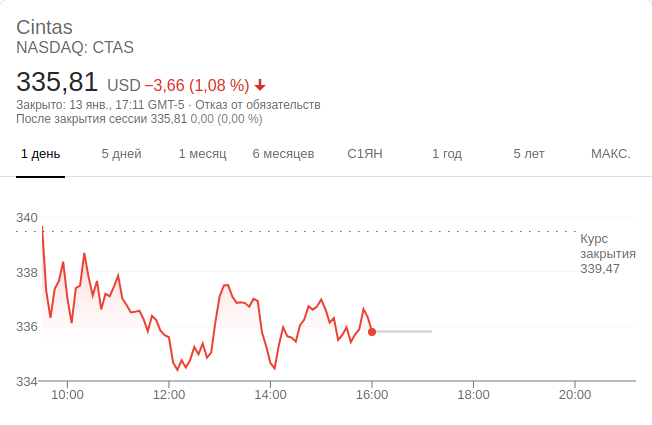 Cintas
NASDAQ: CTAS
335,81 USD −3,66 (1,08 %)
Закрыто: 13 янв., 17:11 GMT-5 · Отказ от обязательств
После закрытия сессии 335,81 0,00 (0,00 %)
1 день 5 дней 1 месяц 6 месяцев С1ЯН 1 год 5 лет МАКС.
340
Курс
закрытия
339,47
338
336
334
10:00 12:00 14:00 16:00 18:00 20:00